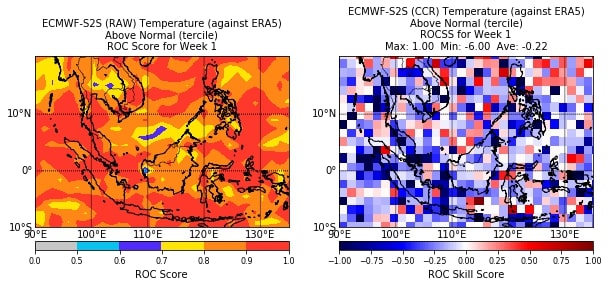 ECMWF-S2S (RAW) Temperature (against ERA5)
Above Normal (tercile)
ROC Score for Week 1
10°N
0°
10°S
90°E 100°E 110°E 120°E 130°E
0.0 0.5 0.6 0.7 0.8 0.9 1.0
ROC Score
ECMWF-S2S (CCR) Temperature (against ERA5)
Above Normal (tercile)
ROCSS for Week 1
Max: 1.00 Min: -6.00 Ave: -0.22
10°N
0°
10°S
90°E 100°E 110°E 120°E 130°E
−1.00 −0.75 −0.50 −0.25 0.00 0.25 0.50 0.75 1.00
ROC Skill Score